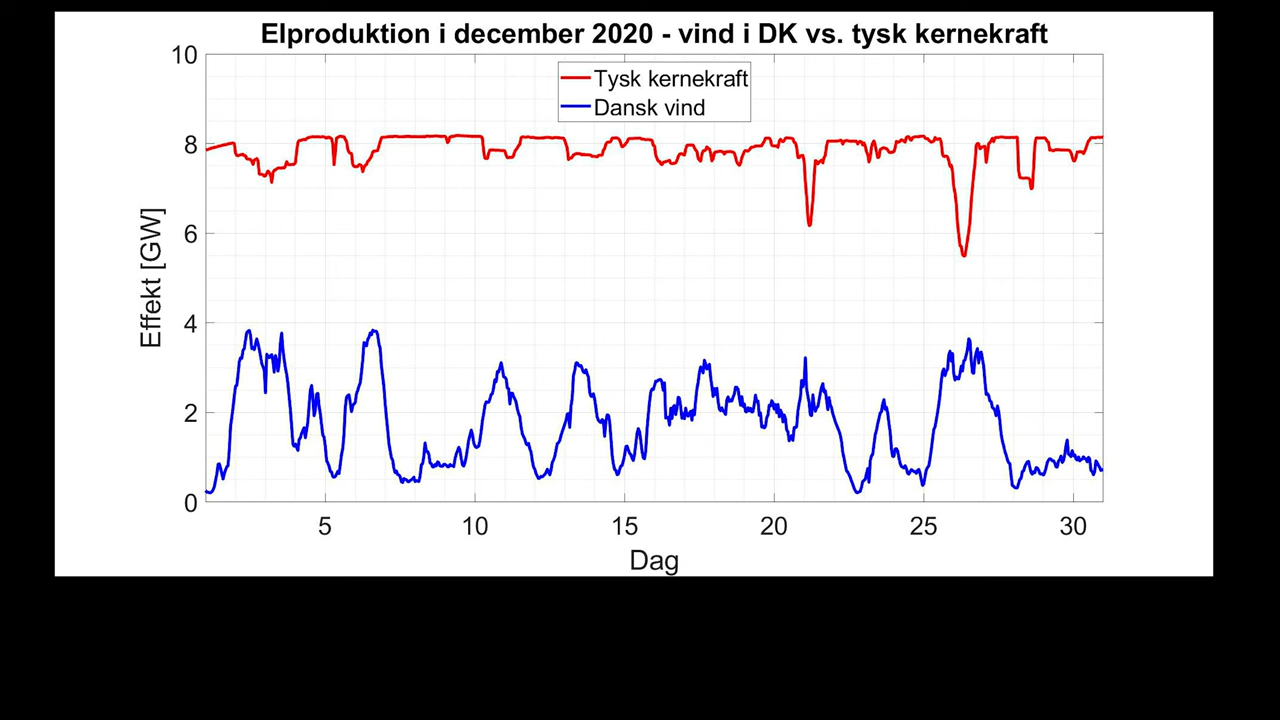 Elproduktion i december 2020 - vind i DK vs. tysk kernekraft
Tysk kernekraft
Dansk vind
Effekt [GW]
10
8
6
4
2
0
5 10 15 20 25 30
Dag